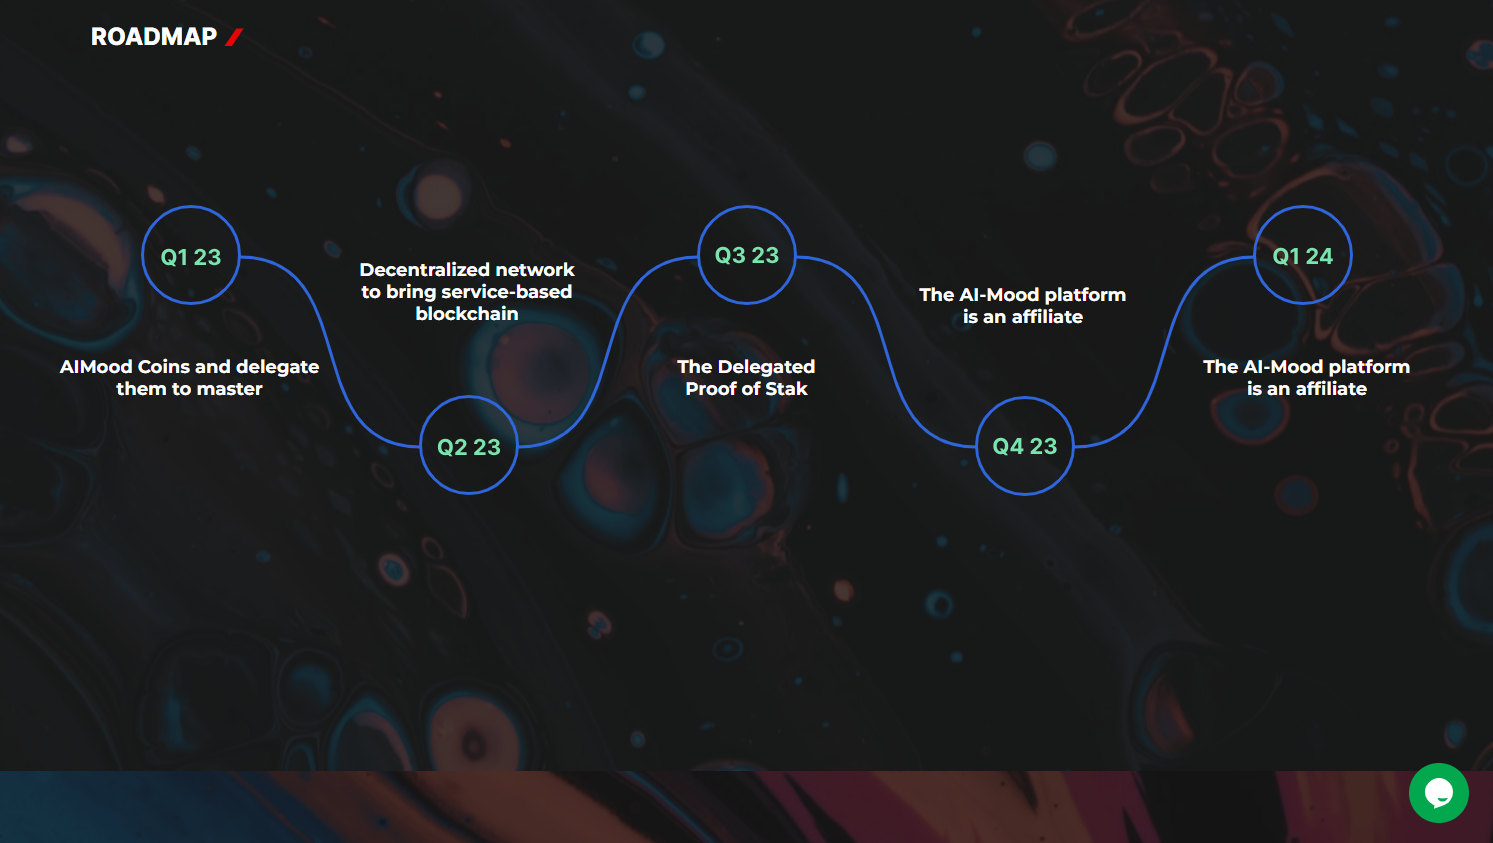 ROADMAP
Q1 23
AIMood Coins and delegate
them to master
Decentralized network
to bring service-based
blockchain
Q2 23
Q3 23
The Delegated
Proof of Stak
The AI-Mood platform
is an affiliate
Q4 23
Q1 24
The AI-Mood platform
is an affiliate